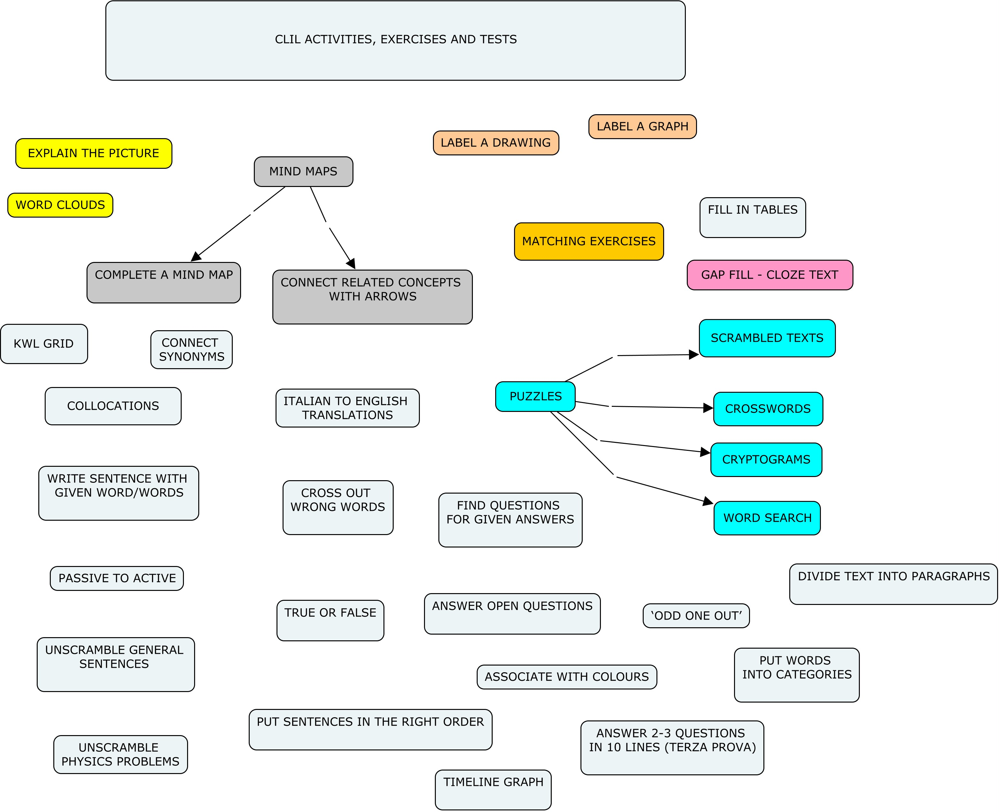 CLIL ACTIVITIES, EXERCISES AND TESTS
LABEL A GRAPH
LABEL A DRAWING
EXPLAIN THE PICTURE
MIND MAPS
WORD CLOUDS
FILL IN TABLES
MATCHING EXERCISES
COMPLETE A MIND MAP
CONNECT RELATED CONCEPTS
WITH ARROWS
GAP FILL - CLOZE TEXT
KWL GRID
CONNECT
SYNONYMS
SCRAMBLED TEXTS
COLLOCATIONS
ITALIAN TO ENGLISH
TRANSLATIONS
PUZZLES
CROSSWORDS
CRYPTOGRAMS
WRITE SENTENCE WITH
GIVEN WORD/WORDS
CROSS OUT
WRONG WORDS
FIND QUESTIONS
FOR GIVEN ANSWERS
WORD SEARCH
PASSIVE TO ACTIVE
DIVIDE TEXT INTO PARAGRAPHS
TRUE OR FALSE
ANSWER OPEN QUESTIONS
‘ODD ONE OUT’
UNSCRAMBLE GENERAL
SENTENCES
ASSOCIATE WITH COLOURS
PUT WORDS
INTO CATEGORIES
PUT SENTENCES IN THE RIGHT ORDER
ANSWER 2-3 QUESTIONS
IN 10 LINES (TERZA PROVA)
UNSCRAMBLE
PHYSICS PROBLEMS
TIMELINE GRAPH